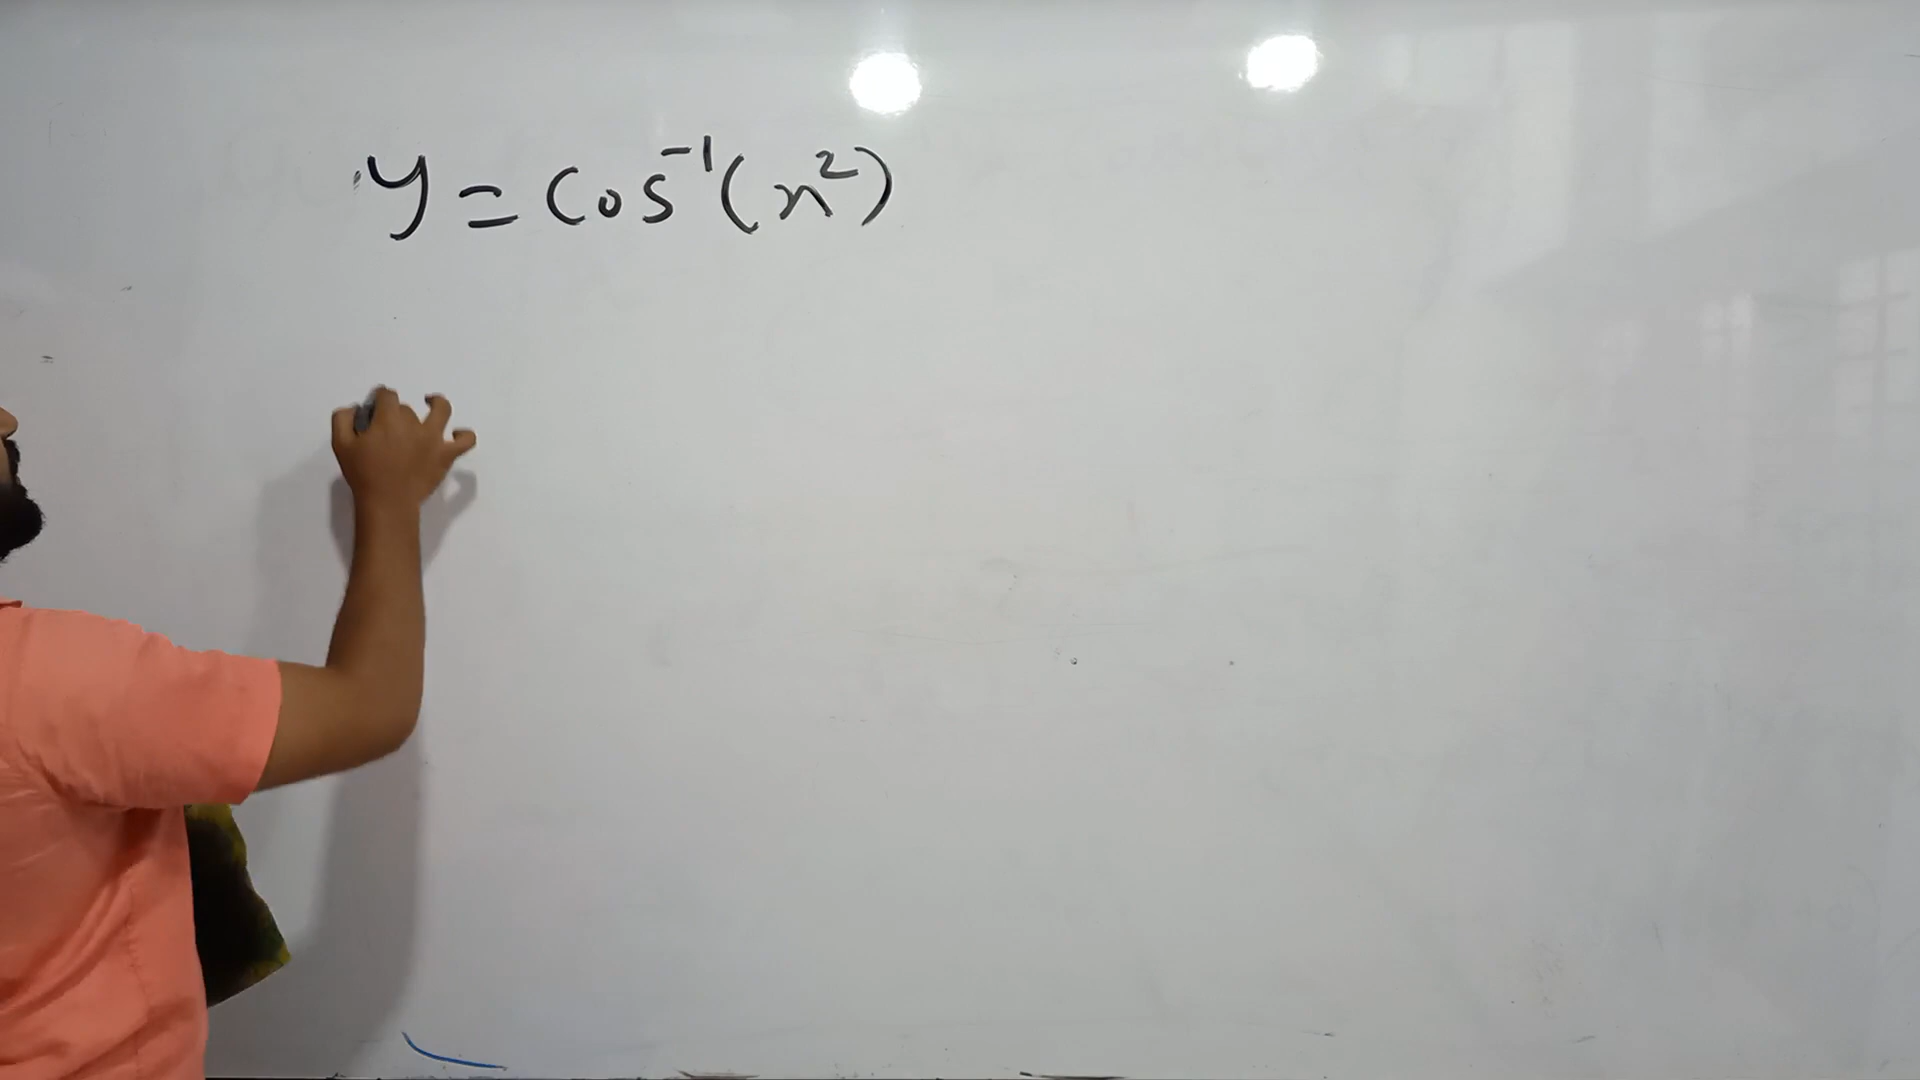 y = cos⁻¹(x²)